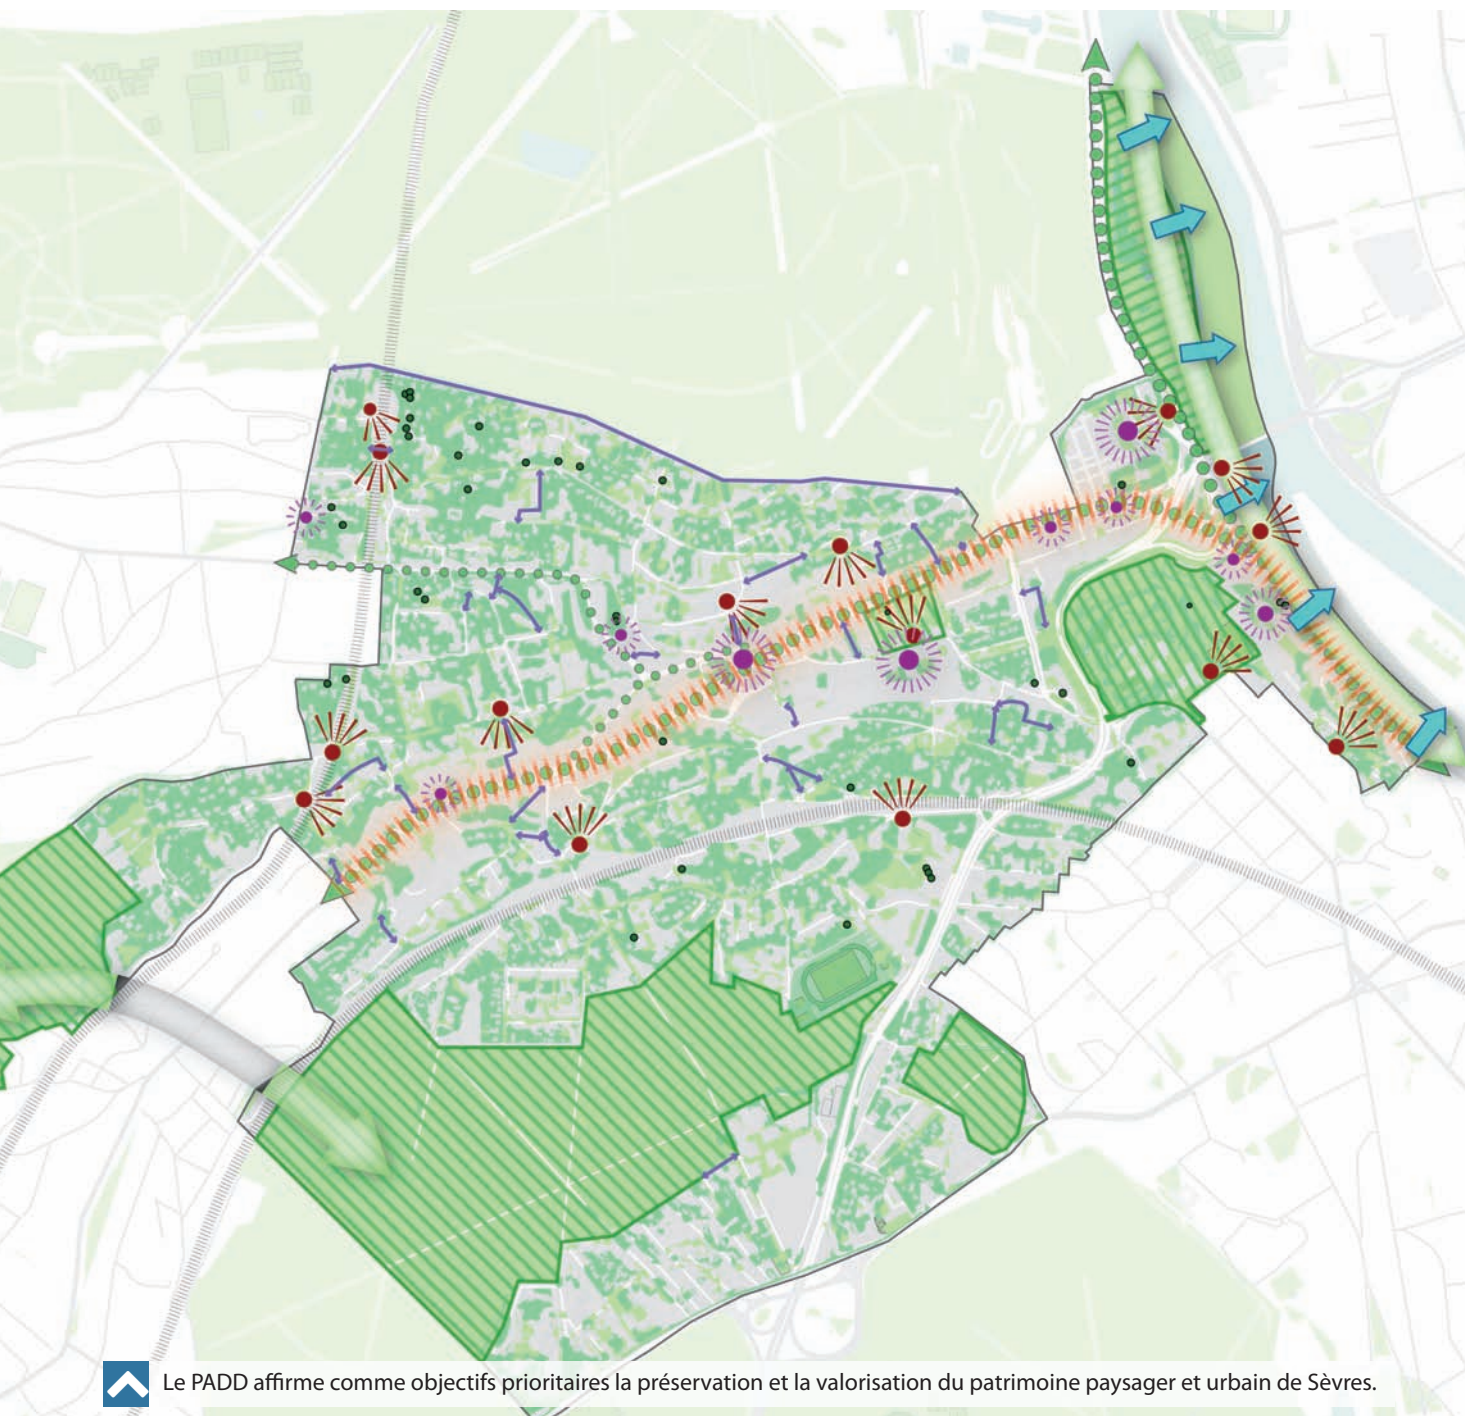 Le PADD affirme comme objectifs prioritaires la préservation et la valorisation du patrimoine paysager et urbain de Sèvres.